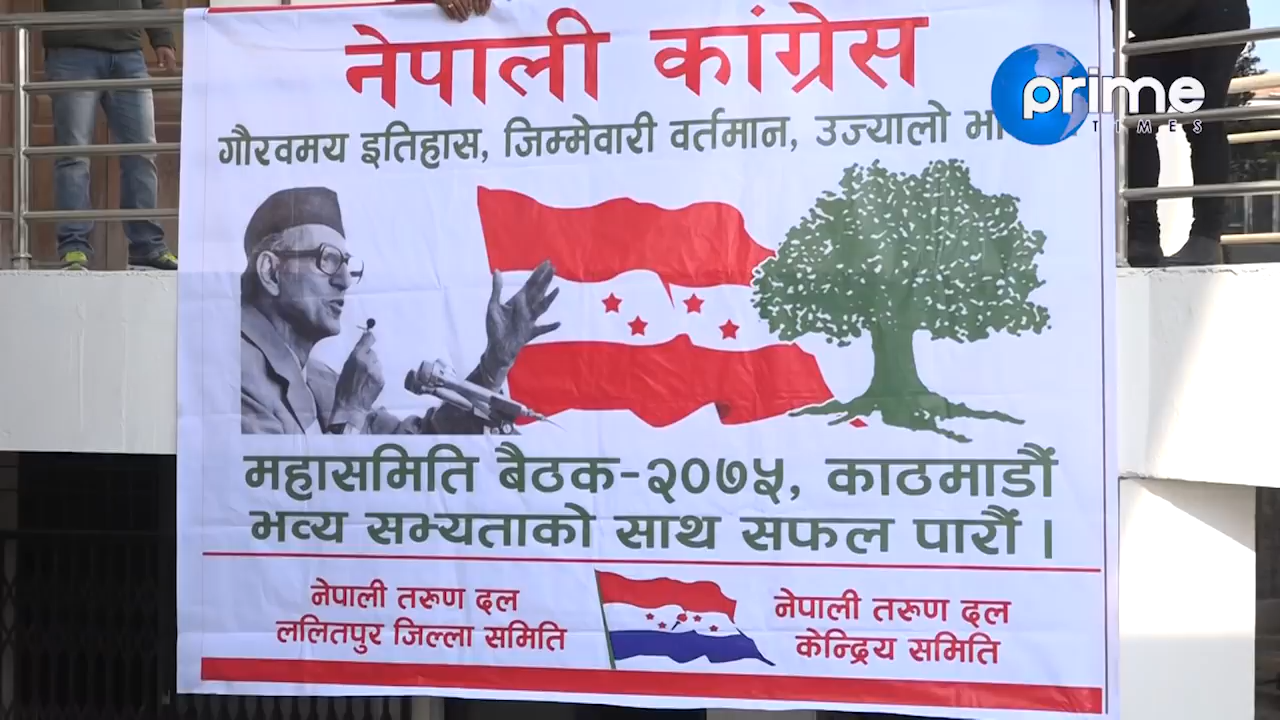 नेपाली कांग्रेस
गौरवमय इतिहास, जिम्मेवारी वर्तमान, उज्यालो
prime
TIMES
महासमिति बैठक-२०७५, काठमाडौं
भव्य सभ्यताको साथ सफल पारौं ।
नेपाली तरुण दल
ललितपुर जिल्ला समिति
नेपाली तरुण दल
केन्द्रिय समिति